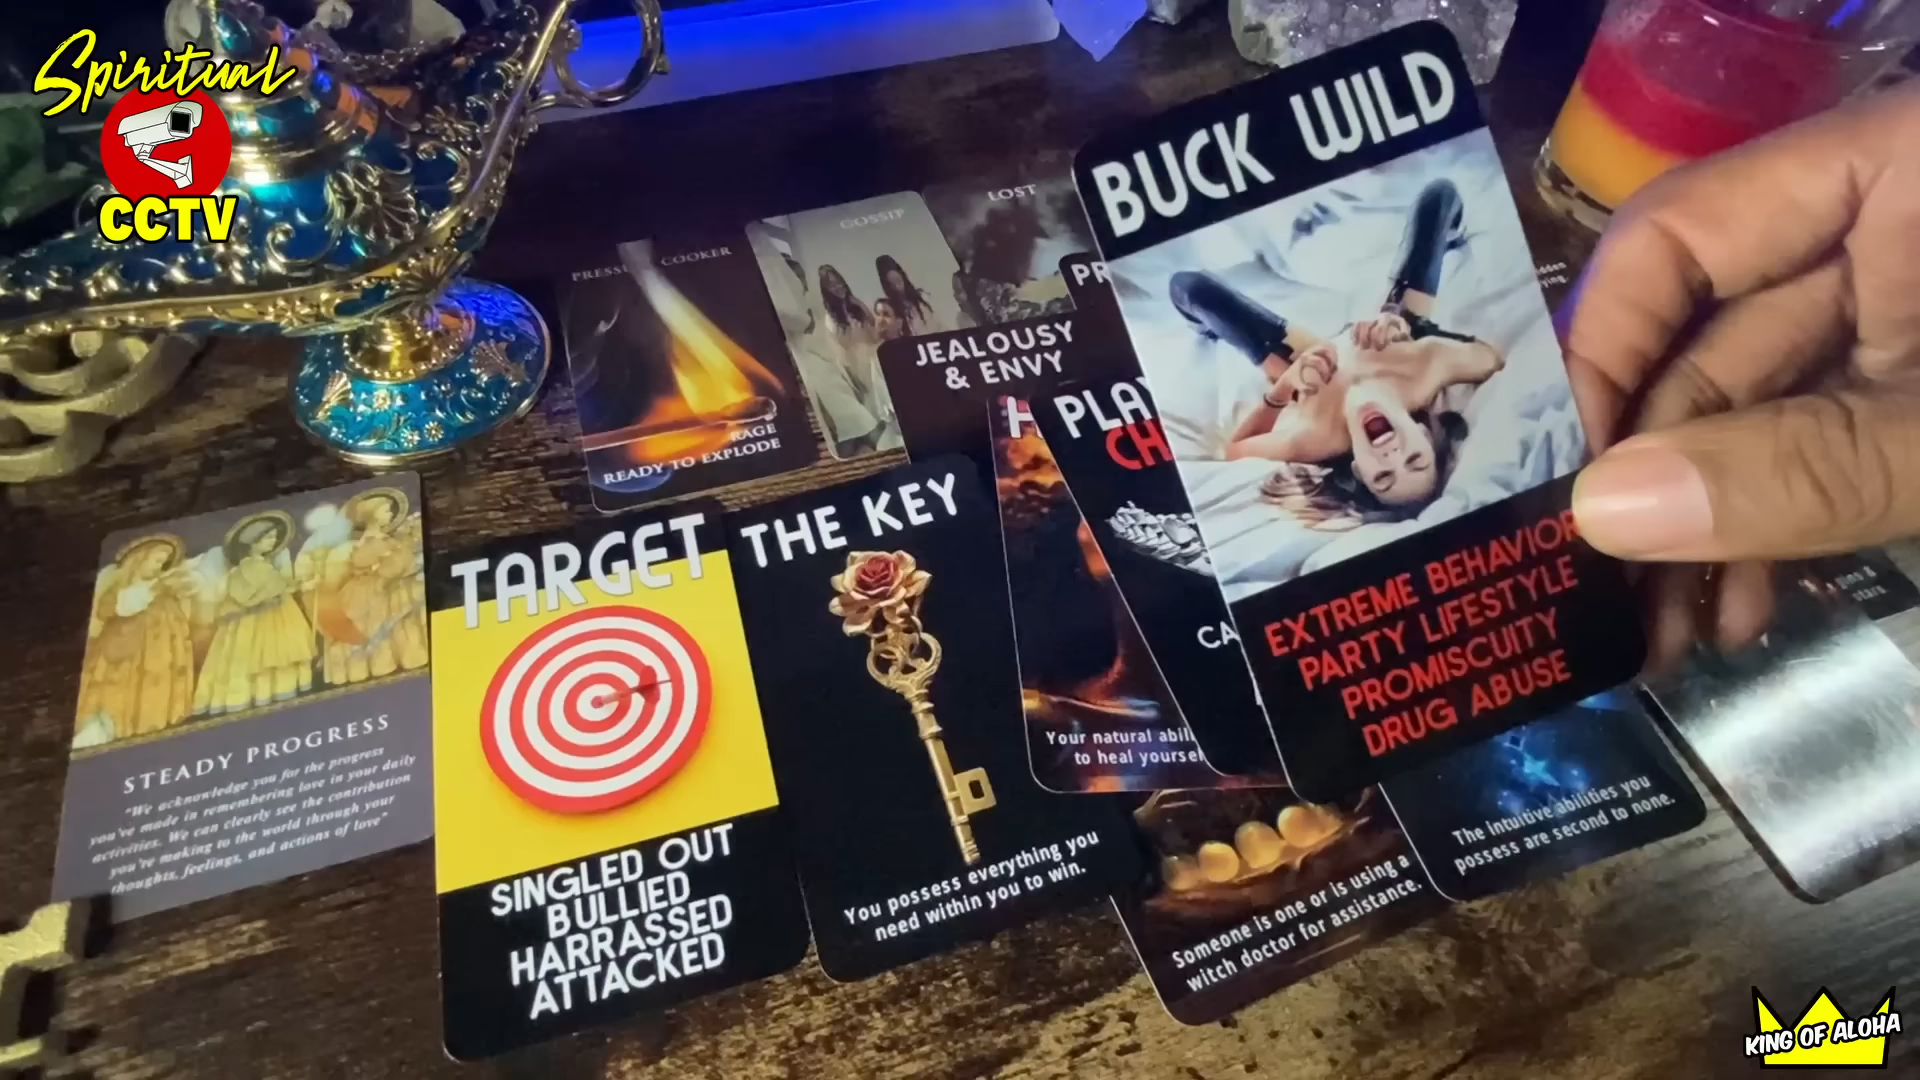 Spiritual
CCTV
BUCK WILD
EXTREME BEHAVIOR
PARTY LIFESTYLE
PROMISCUITY
DRUG ABUSE
LOST
GOSSIP
COOKER
RAGE
READY TO EXPLODE
JEALOUSY
& ENVY
STEADY PROGRESS
"We acknowledge you for the progress
you've made in remembering love in your daily
activities. We can clearly see the contribution
you're making to the world through your
thoughts, feelings, and actions of love"
TARGET
SINGLED OUT
BULLIED
HARRASSED
ATTACKED
THE KEY
You possess everything you
need within you to win.
Your natural
to heal
Someone is one or is using a
witch doctor for assistance.
The intuitive abilities you
possess are second to none.
KING OF ALOHA